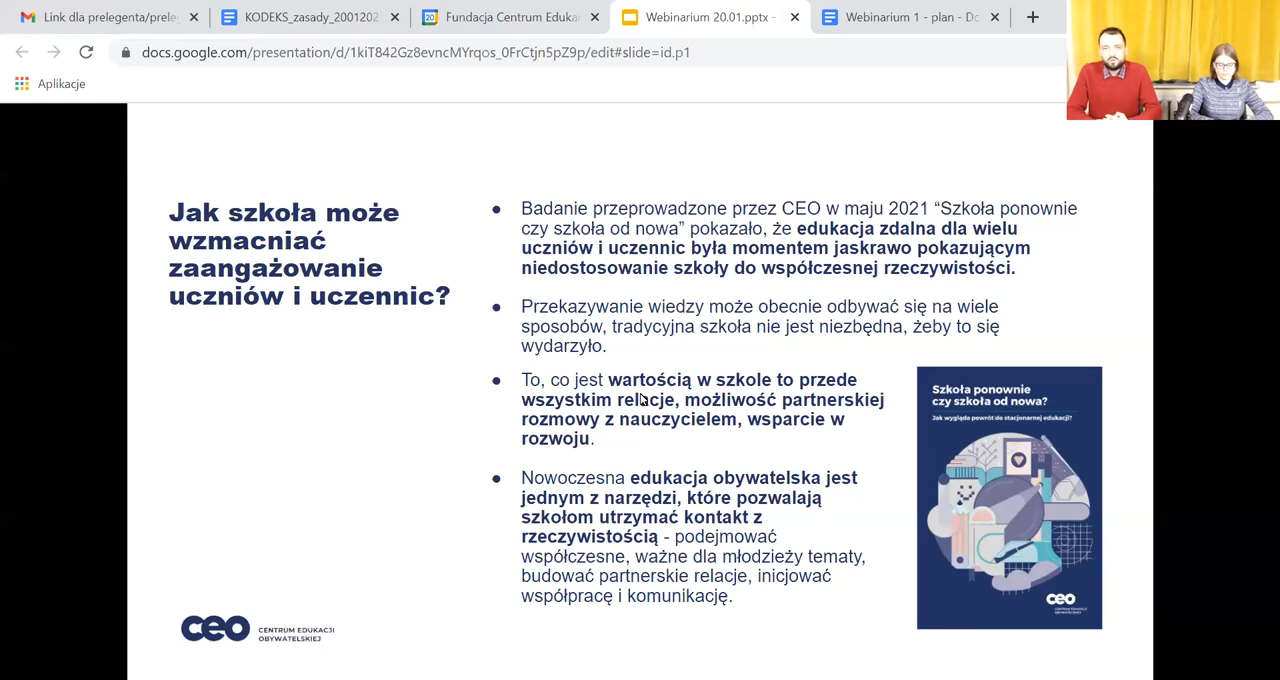 Link dla prelegenta/preleg
KODEKS_zasady_2001202
20
Fundacja Centrum Eduka
Webinarium 20.01.pptx -
Webinarium 1 - plan - Do
docs.google.com/presentation/d/1kiT842Gz8evncMYrqos_0FrCtjn5pZ9p/edit#slide=id.p1
Aplikacje
Jak szkoła może
wzmacniać
zaangażowanie
uczniów i uczennic?
● Badanie przeprowadzone przez CEO w maju 2021 “Szkoła ponownie
czy szkoła od nowa” pokazało, że edukacja zdalna dla wielu
uczniów i uczennic była momentem jaskrawo pokazującym
niedostosowanie szkoły do współczesnej rzeczywistości.
● Przekazywanie wiedzy może obecnie odbywać się na wiele
sposobów, tradycyjna szkoła nie jest niezbędna, żeby to się
wydarzyło.
● To, co jest wartością w szkole to przede
wszystkim relacje, możliwość partnerskiej
rozmowy z nauczycielem, wsparcie w
rozwoju.
● Nowoczesna edukacja obywatelska jest
jednym z narzędzi, które pozwalają
szkołom utrzymać kontakt z
rzeczywistością - podejmować
współczesne, ważne dla młodzieży tematy,
budować partnerskie relacje, inicjować
współpracę i komunikację.
Szkoła ponownie
czy szkoła od nowa?
Jak wygląda powrót do stacjonarnej edukacji?
ceo
CENTRUM EDUKACJI
OBYWATELSKIEJ
ceo CENTRUM EDUKACJI
OBYWATELSKIEJ